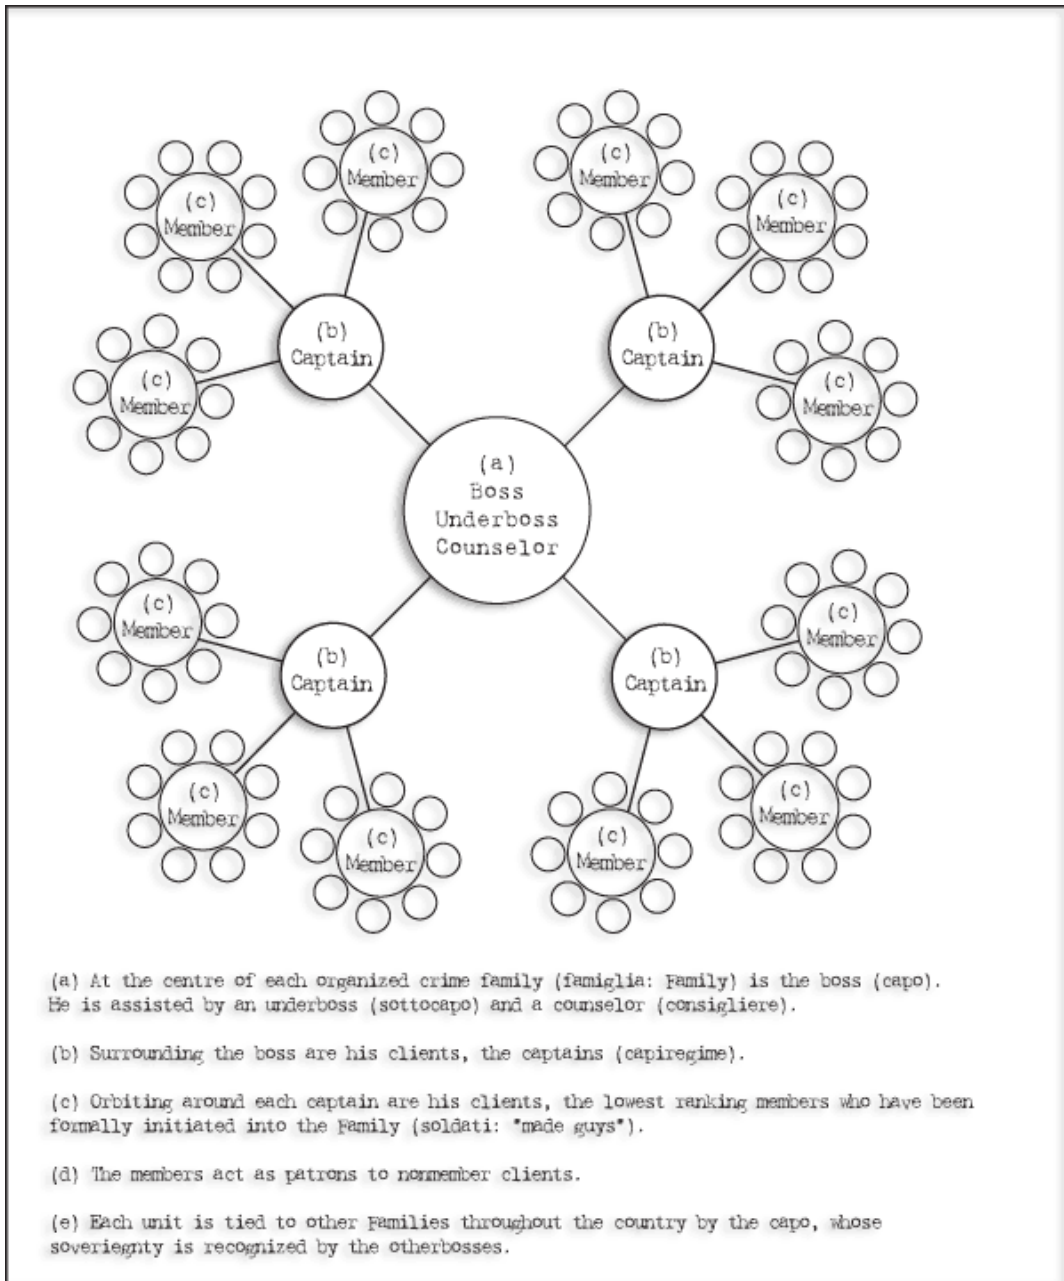 (c)
Member
(c)
Member
(c)
Member
(c)
Member
(c)
Member
(c)
Member
(b)
Captain
(b)
Captain
(a)
Boss
Underboss
Counselor
(b)
Captain
(b)
Captain
(c)
Member
(c)
Member
(c)
Member
(c)
Member
(c)
Member
(c)
Member
(a) At the centre of each organized crime family (famiglia: Family) is the boss (capo).
He is assisted by an underboss (sottocapo) and a counselor (consigliere).
(b) Surrounding the boss are his clients, the captains (capiregime).
(c) Orbiting around each captain are his clients, the lowest ranking members who have been
formally initiated into the Family (soldati: "made guys").
(d) The members act as patrons to nonmember clients.
(e) Each unit is tied to other Families throughout the country by the capo, whose
soveriegnty is recognized by the otherbosses.